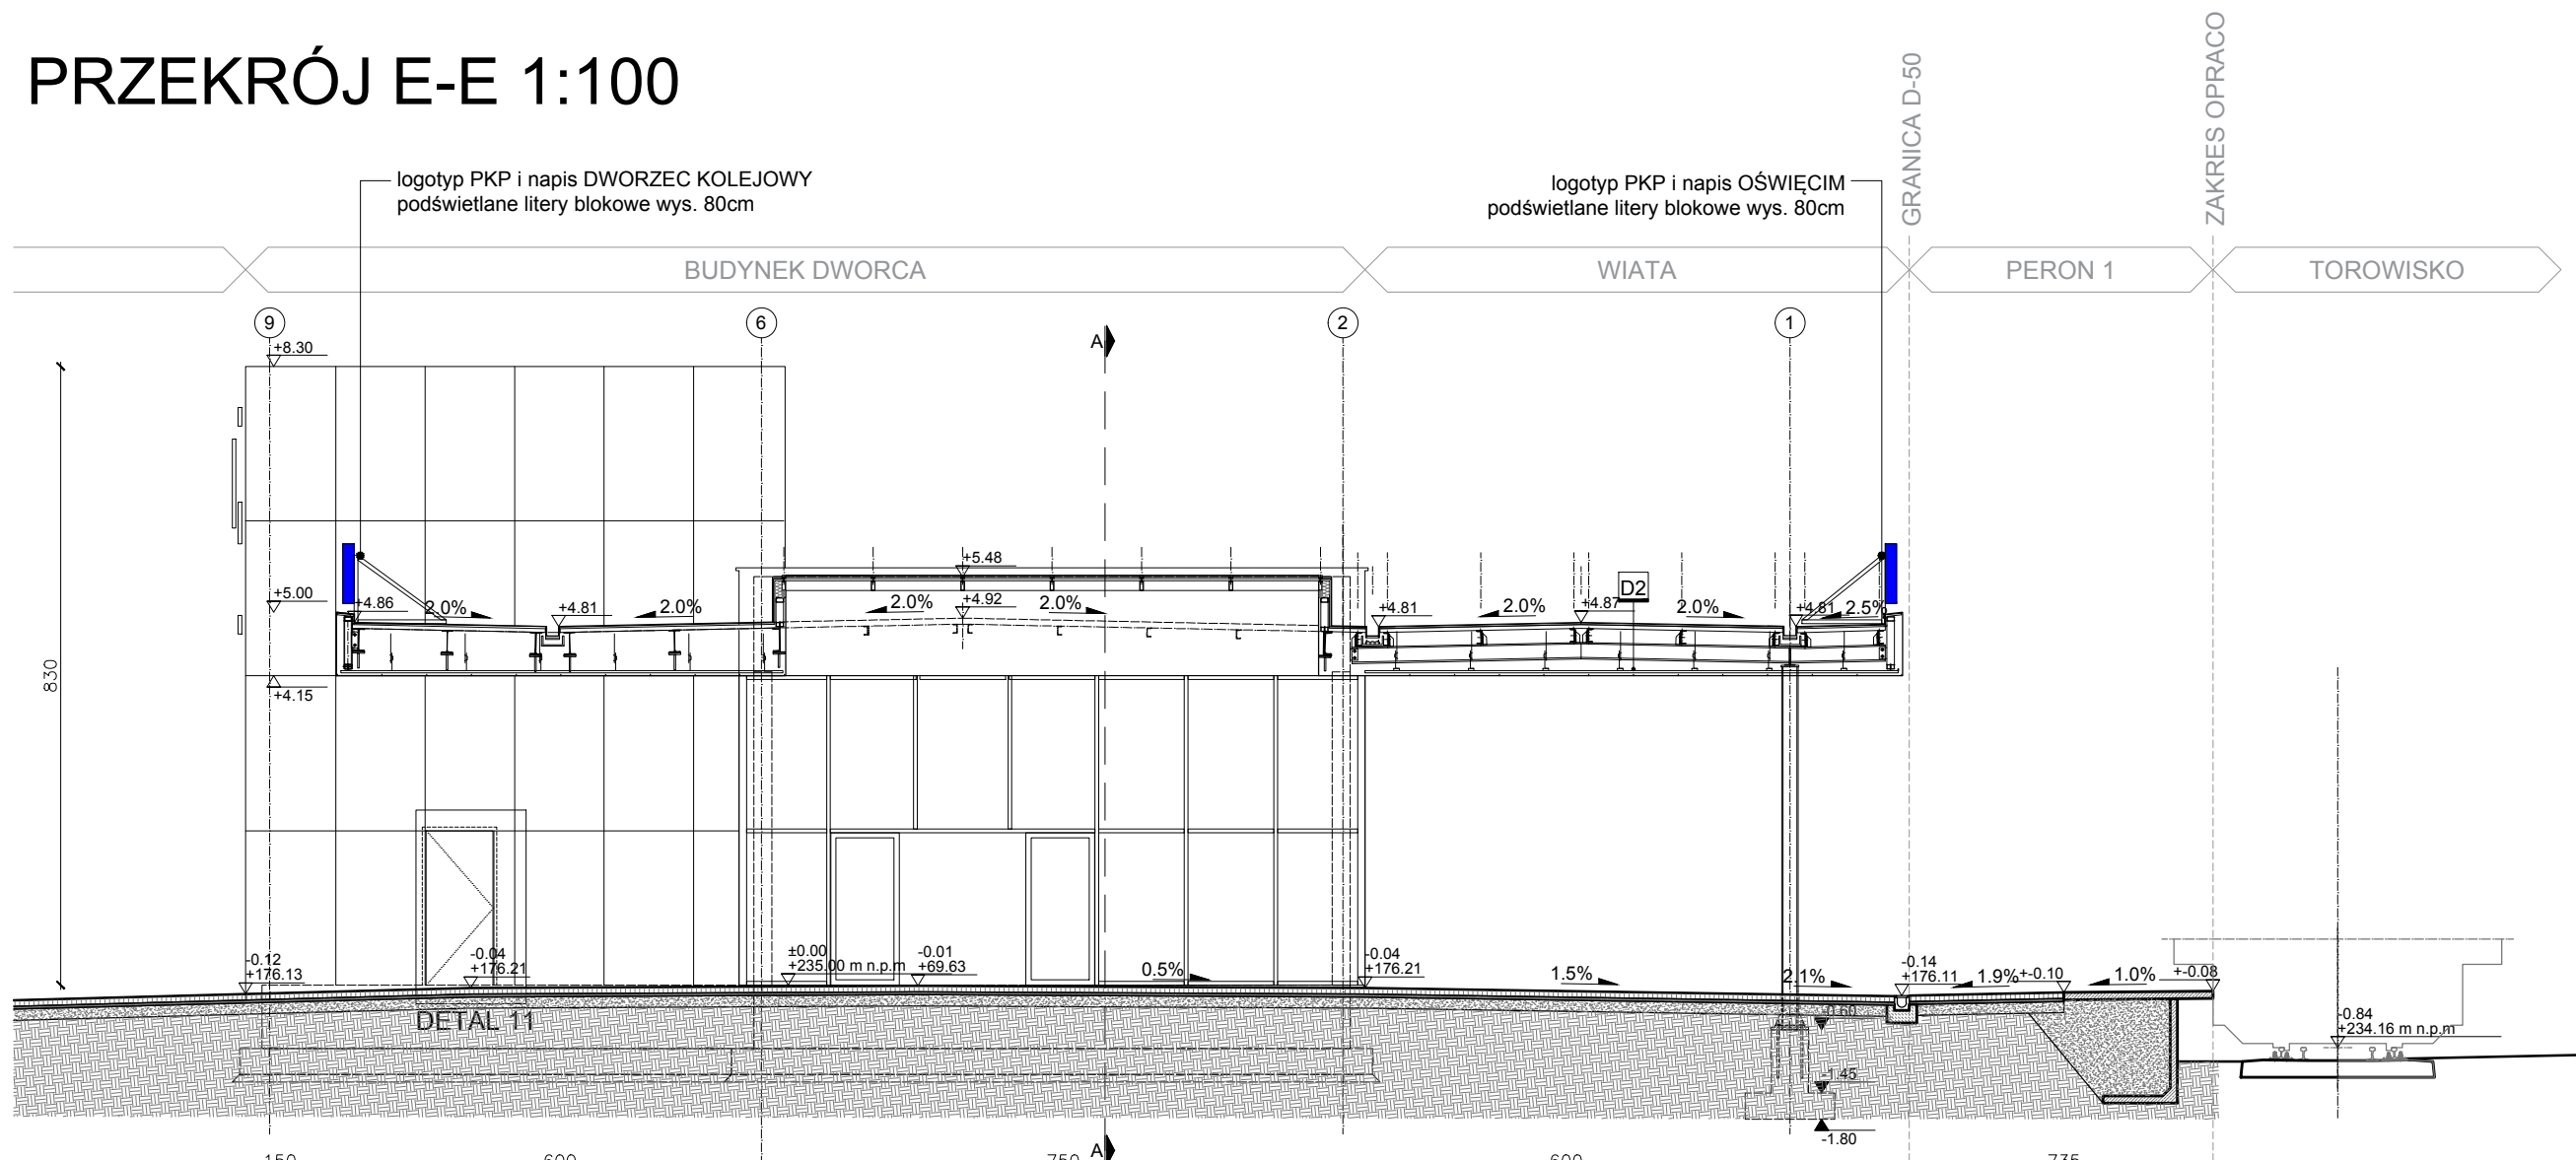 PRZEKRÓJ E-E 1:100
GRANICA D-50
ZAKRES OPRACO
logotyp PKP i napis DWORZEC KOLEJOWY
podświetlane litery blokowe wys. 80cm
logotyp PKP i napis OŚWIĘCIM
podświetlane litery blokowe wys. 80cm
BUDYNEK DWORCA
WIATA
PERON 1
TOROWISKO
9
6
2
1
A
+8.30
830
+5.48
+5.00
+4.86
2.0%
+4.81
2.0%
2.0%
+4.92
2.0%
+4.81
2.0%
+4.87
D2
2.0%
+4.81
2.5%
+4.15
-0.12
+176.13
-0.04
+176.21
±0.00
+235.00 m n.p.m
-0.01
+69.63
0.5%
-0.04
+176.21
1.5%
2.1%
-0.14
+176.11
1.9%
+-0.10
1.0%
+-0.08
DETAL 11
-0.60
-0.84
+234.16 m n.p.m
-1.45
-1.80
A
150
600
750
600
735